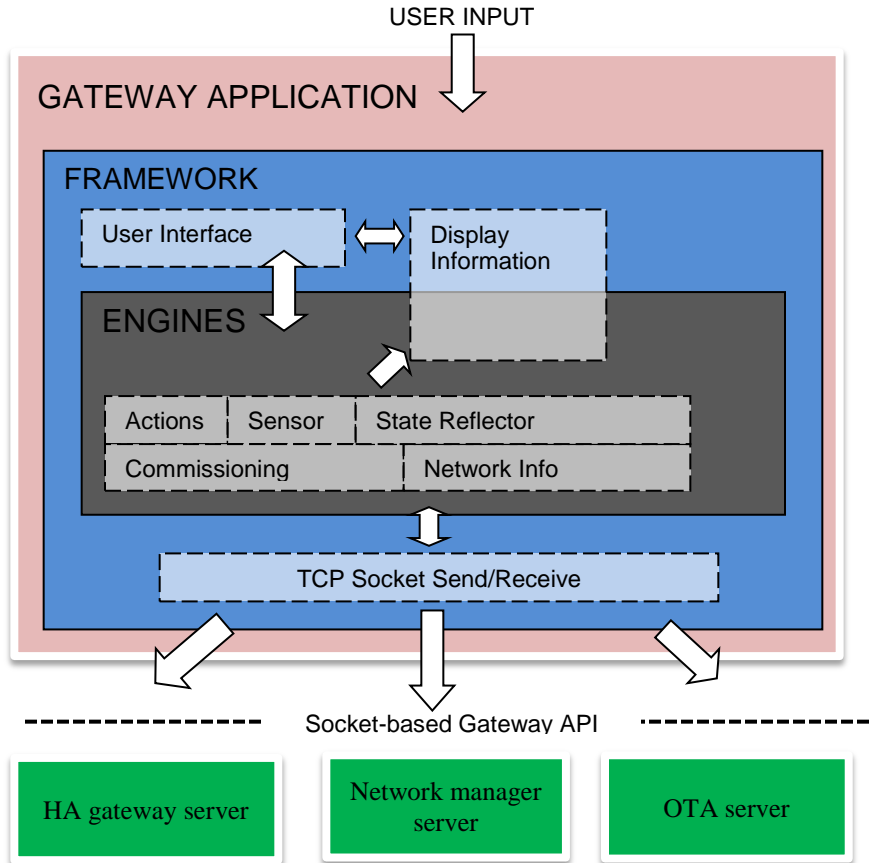 USER INPUT
GATEWAY APPLICATION
FRAMEWORK
User Interface
Display
Information
ENGINES
Actions
Sensor
State Reflector
Commissioning
Network Info
TCP Socket Send/Receive
Socket-based Gateway API
HA gateway server
Network manager
server
OTA server